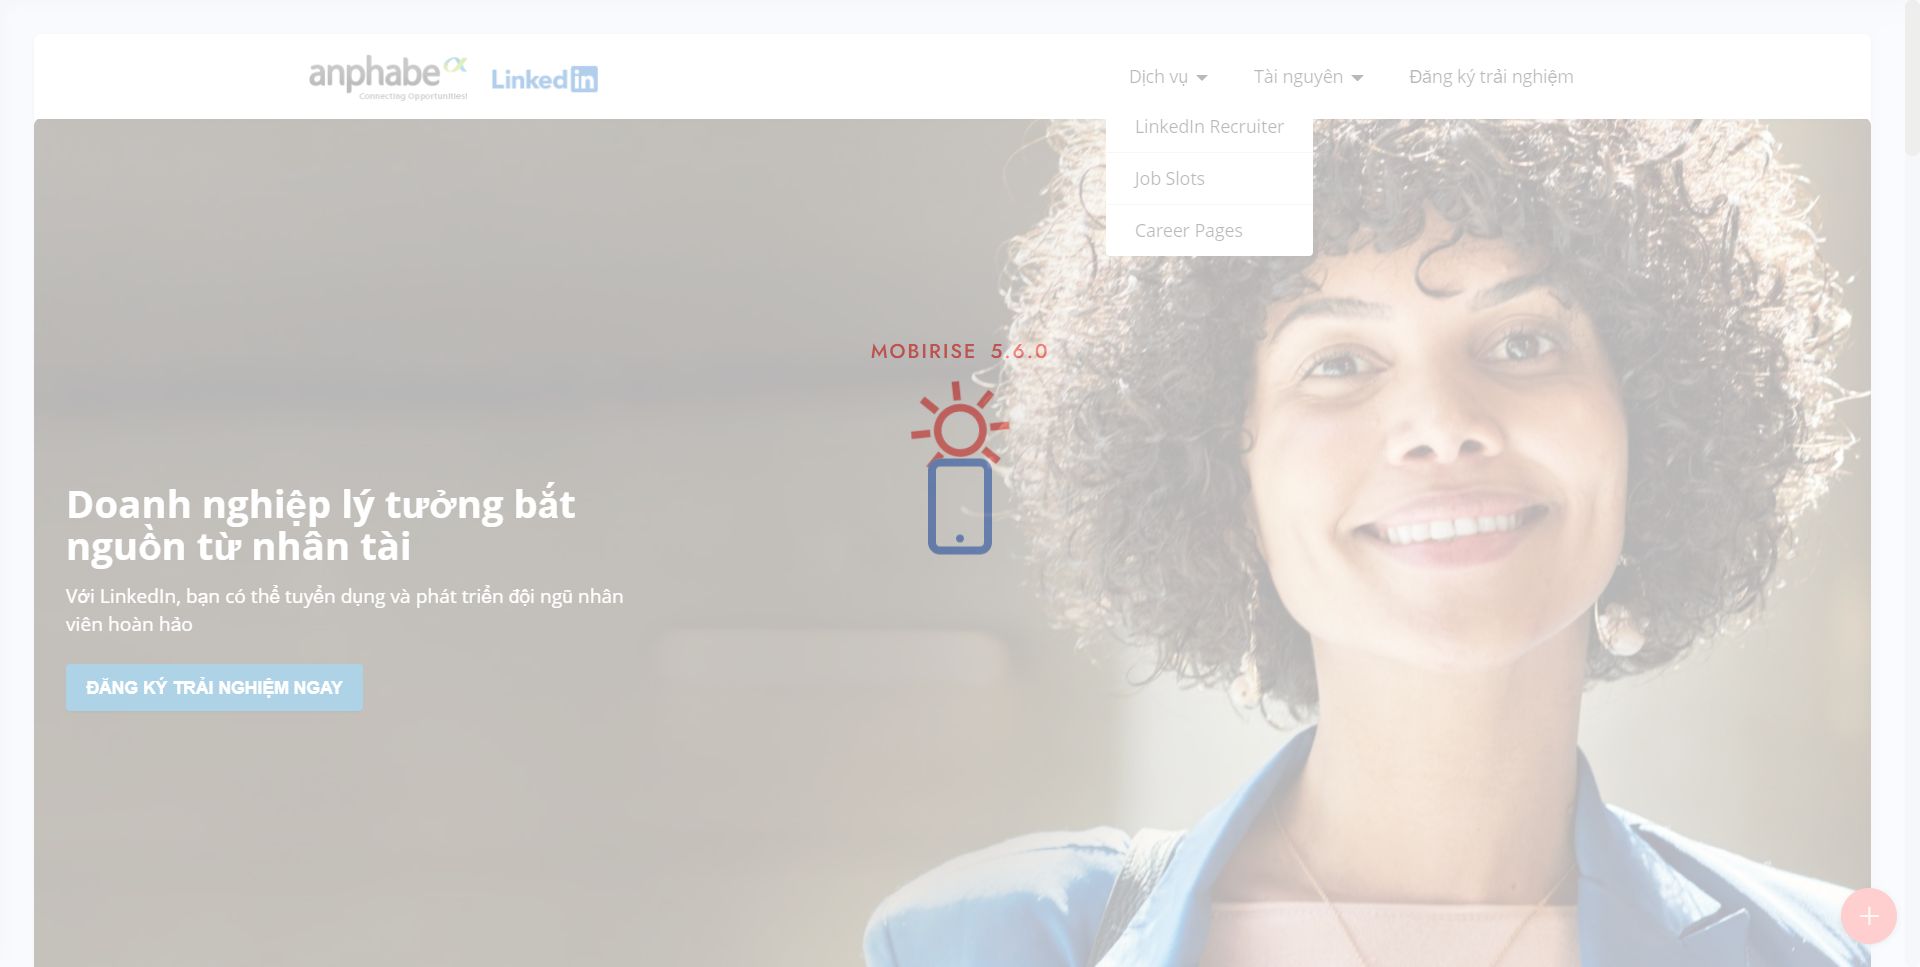 anphabe
Connecting Opportunities!
Linked in
Dịch vụ
Tài nguyên
Đăng ký trải nghiệm
LinkedIn Recruiter
Job Slots
Career Pages
MOBIRISE 5.6.0
Doanh nghiệp lý tưởng bắt
nguồn từ nhân tài
Với LinkedIn, bạn có thể tuyển dụng và phát triển đội ngũ nhân
viên hoàn hảo
ĐĂNG KÝ TRẢI NGHIỆM NGAY